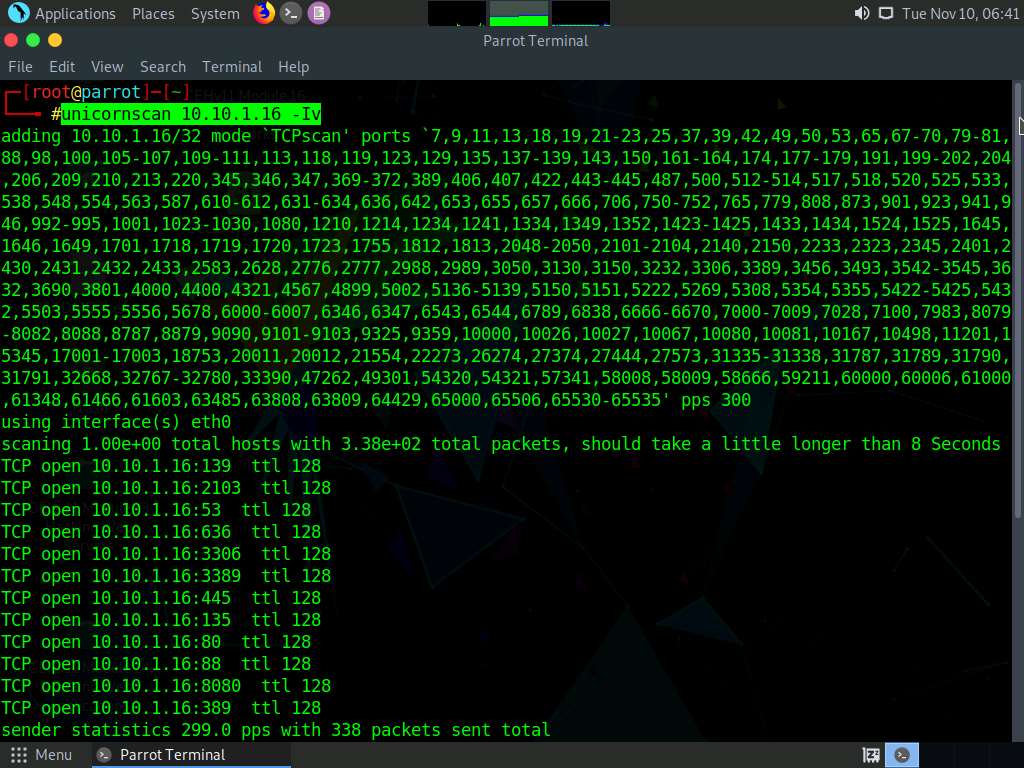 Applications Places System Tue Nov 10, 06:41
Parrot Terminal
File Edit View Search Terminal Help
┌─[root@parrot]─[~]
└──╼ #unicornscan 10.10.1.16 -Iv
adding 10.10.1.16/32 mode `TCPscan' ports `7,9,11,13,18,19,21-23,25,37,39,42,49,50,53,65,67-70,79-81,
88,98,100,105-107,109-111,113,118,119,123,129,135,137-139,143,150,161-164,174,177-179,191,199-202,204
,206,209,210,213,220,345,346,347,369-372,389,406,407,422,443-445,487,500,512-514,517,518,520,525,533,
538,548,554,563,587,610-612,631-634,636,642,653,655,657,666,706,750-752,765,779,808,873,901,923,941,9
46,992-995,1001,1023-1030,1080,1210,1214,1234,1241,1334,1349,1352,1423-1425,1433,1434,1524,1525,1645,
1646,1649,1701,1718,1719,1720,1723,1755,1812,1813,2048-2050,2101-2104,2140,2150,2233,2323,2345,2401,2
430,2431,2432,2433,2583,2628,2776,2777,2988,2989,3050,3130,3150,3232,3306,3389,3456,3493,3542-3545,36
32,3690,3801,4000,4400,4321,4567,4899,5002,5136-5139,5150,5151,5222,5269,5308,5354,5355,5422-5425,543
2,5503,5555,5556,5678,6000-6007,6346,6347,6543,6544,6789,6838,6666-6670,7000-7009,7028,7100,7983,8079
-8082,8088,8787,8879,9090,9101-9103,9325,9359,10000,10026,10027,10067,10080,10081,10167,10498,11201,1
5345,17001-17003,18753,20011,20012,21554,22273,26274,27374,27444,27573,31335-31338,31787,31789,31790,
31791,32668,32767-32780,33390,47262,49301,54320,54321,57341,58008,58009,58666,59211,60000,60006,61000
,61348,61466,61603,63485,63808,63809,64429,65000,65506,65530-65535' pps 300
using interface(s) eth0
scaning 1.00e+00 total hosts with 3.38e+02 total packets, should take a little longer than 8 Seconds
TCP open 10.10.1.16:139  ttl 128
TCP open 10.10.1.16:2103  ttl 128
TCP open 10.10.1.16:53  ttl 128
TCP open 10.10.1.16:636  ttl 128
TCP open 10.10.1.16:3306  ttl 128
TCP open 10.10.1.16:3389  ttl 128
TCP open 10.10.1.16:445  ttl 128
TCP open 10.10.1.16:135  ttl 128
TCP open 10.10.1.16:80  ttl 128
TCP open 10.10.1.16:88  ttl 128
TCP open 10.10.1.16:8080  ttl 128
TCP open 10.10.1.16:389  ttl 128
sender statistics 299.0 pps with 338 packets sent total
Menu Parrot Terminal